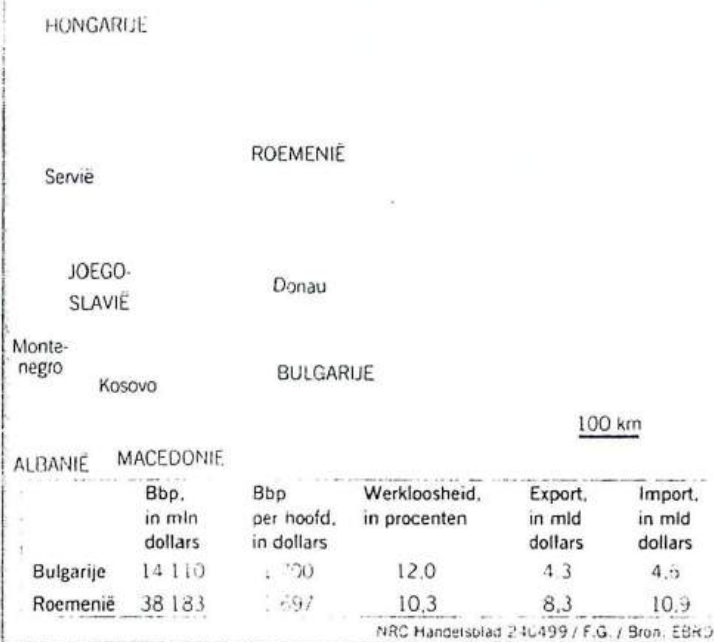 HONGARIJE
ROEMENIË
Servië
JOEGO-
SLAVIË
Donau
Monte-
negro
Kosovo
BULGARIJE
100 km
ALBANIË MACEDONIE
Bbp, Bbp Werkloosheid, Export, Import,
in mln per hoofd, in procenten in mld in mld
dollars in dollars dollars dollars
Bulgarije 14 110 12.0 4.3
Roemenië 38 183 10,3 8,3 10,9
NRC Handelsblad 240499 / F.G. / Bron: EBRD